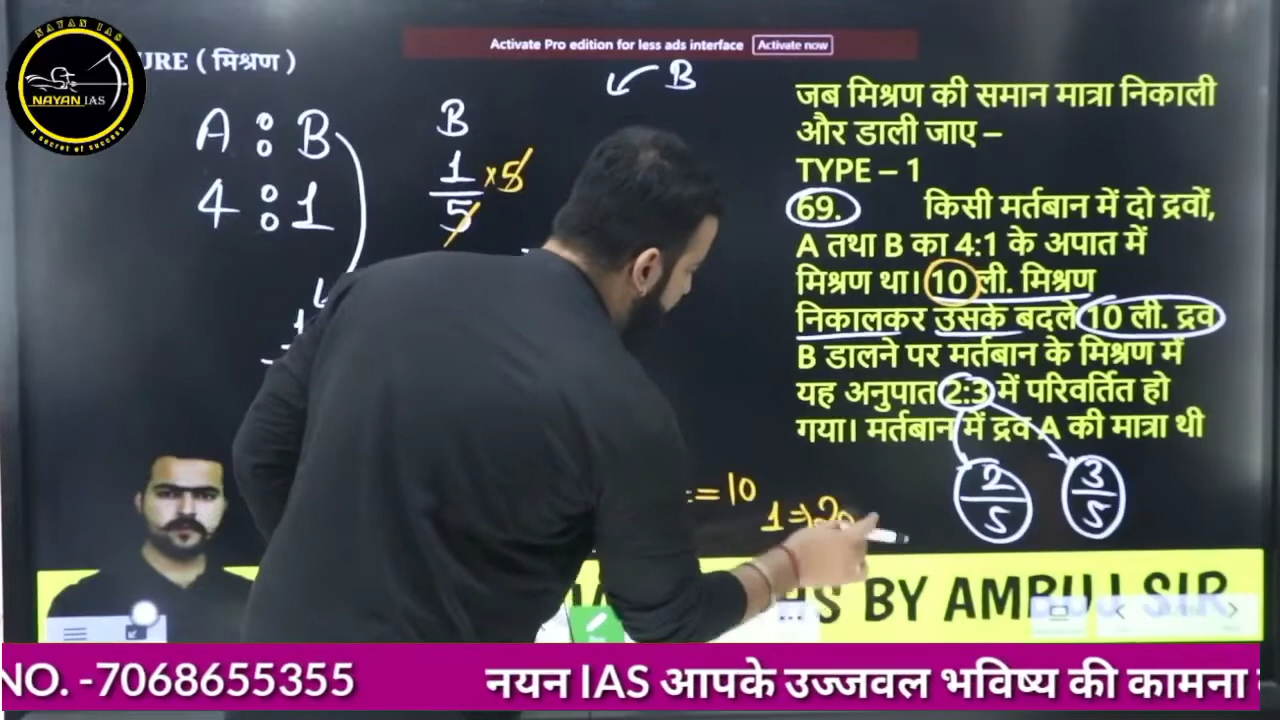 NAYAN IAS
NAYAN IAS
A secret of success
URE ( मिश्रण )
Activate Pro edition for less ads interface
Activate now
A : B
4 : 1
B
1 ×5
5
B
जब मिश्रण की समान मात्रा निकाली
और डाली जाए –
TYPE – 1
69. किसी मर्तबान में दो द्रवों,
A तथा B का 4:1 के अपात में
मिश्रण था। 10 ली. मिश्रण
निकालकर उसके बदले 10 ली. द्रव
B डालने पर मर्तबान के मिश्रण में
यह अनुपात 2:3 में परिवर्तित हो
गया। मर्तबान में द्रव A की मात्रा थी
2 3
5 5
= 10
1 ⇒
BY AMBUJ SIR
NO. -7068655355 नयन IAS आपके उज्जवल भविष्य की कामना